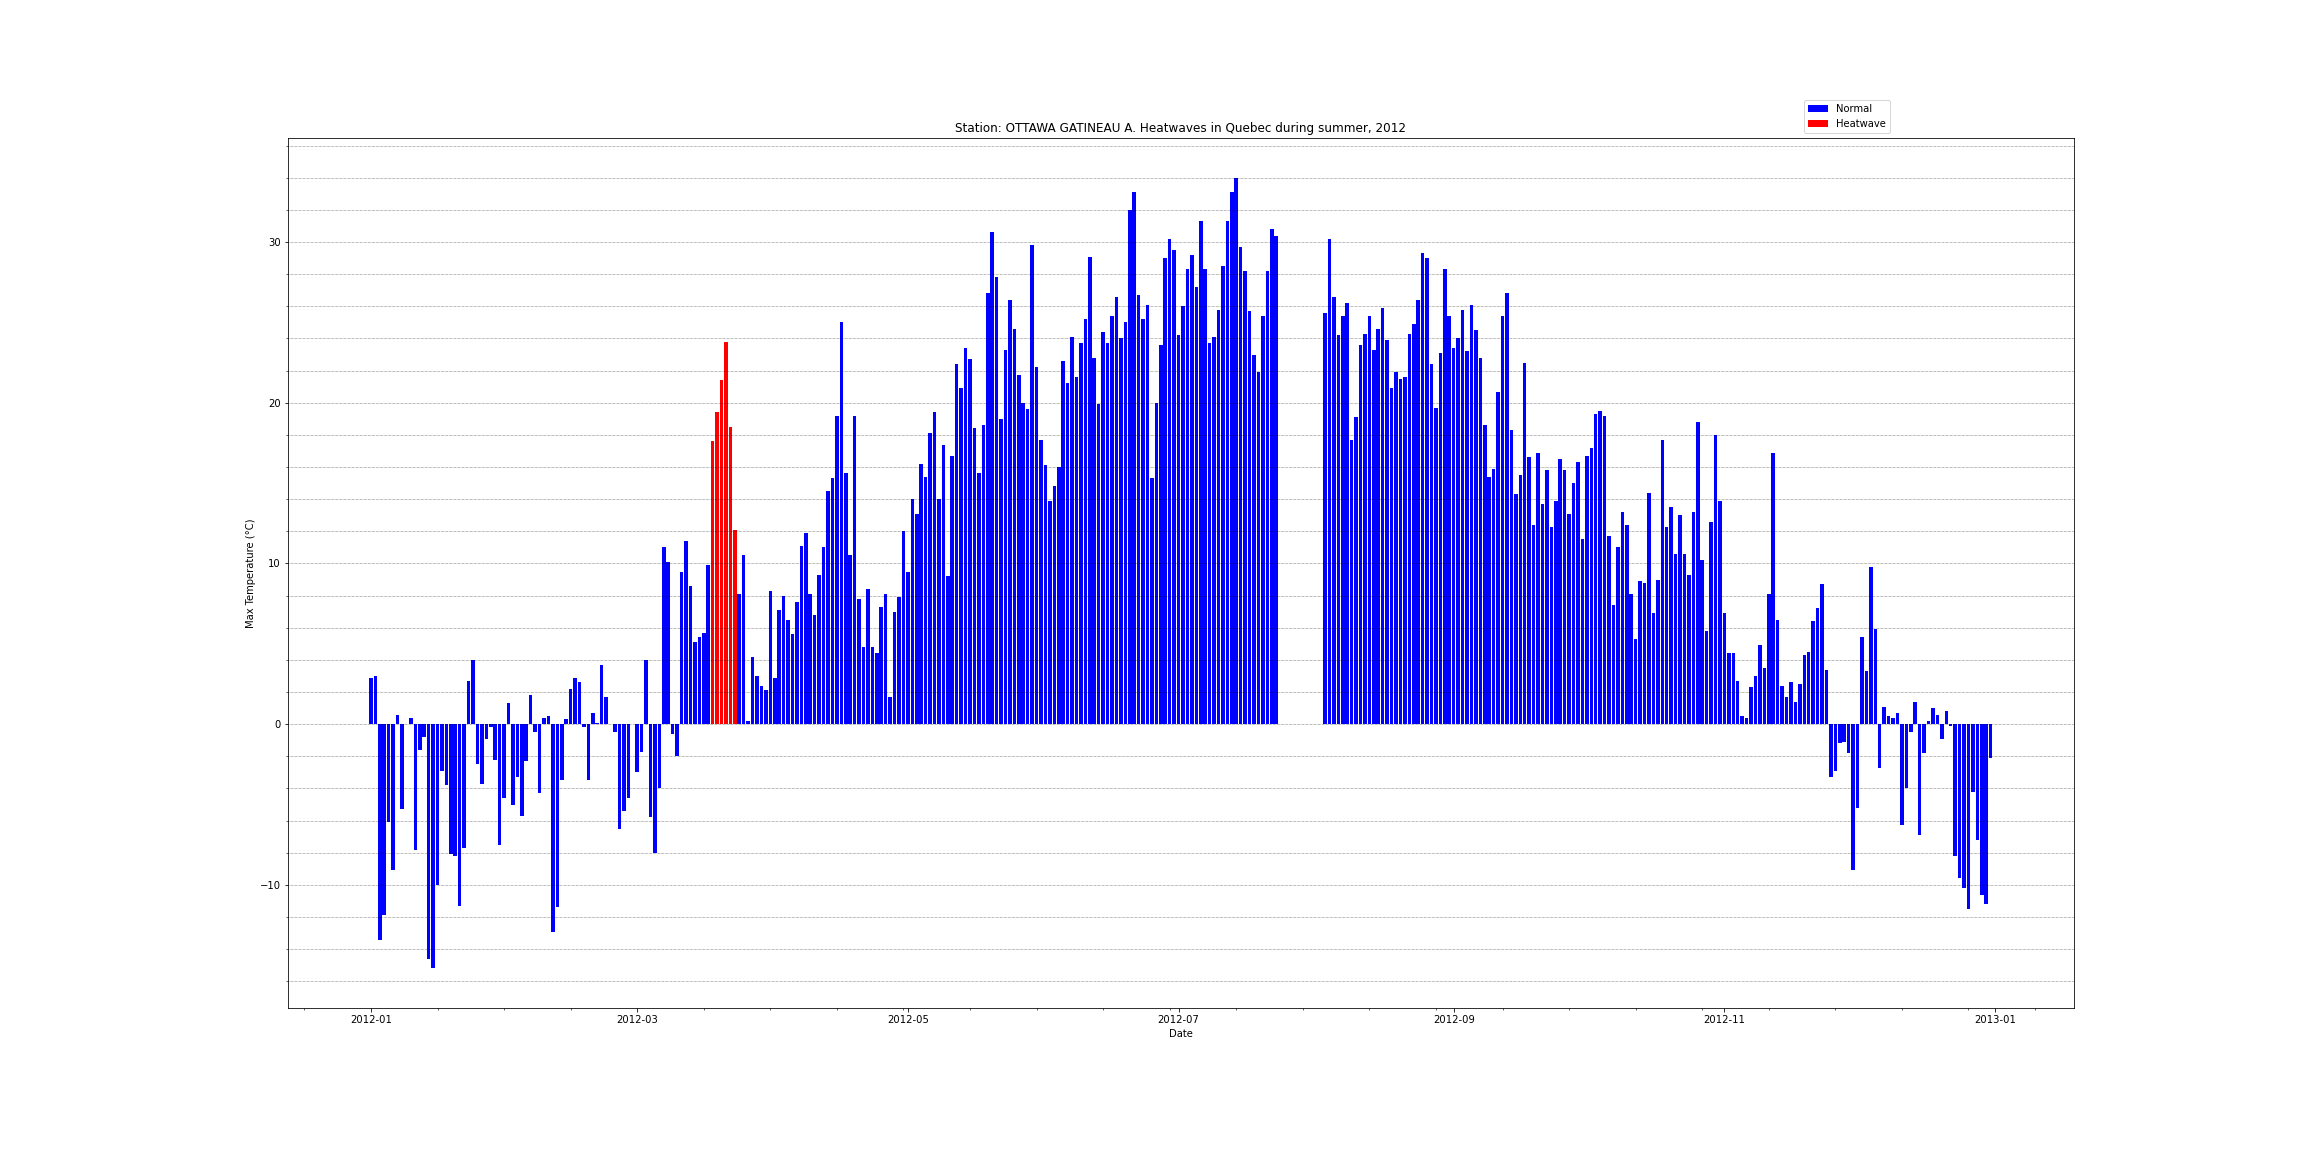 Normal
Heatwave
Station: OTTAWA GATINEAU A. Heatwaves in Quebec during summer, 2012
Max Temperature (°C)
30
20
10
0
−10
2012-01
2012-03
2012-05
2012-07
2012-09
2012-11
2013-01
Date